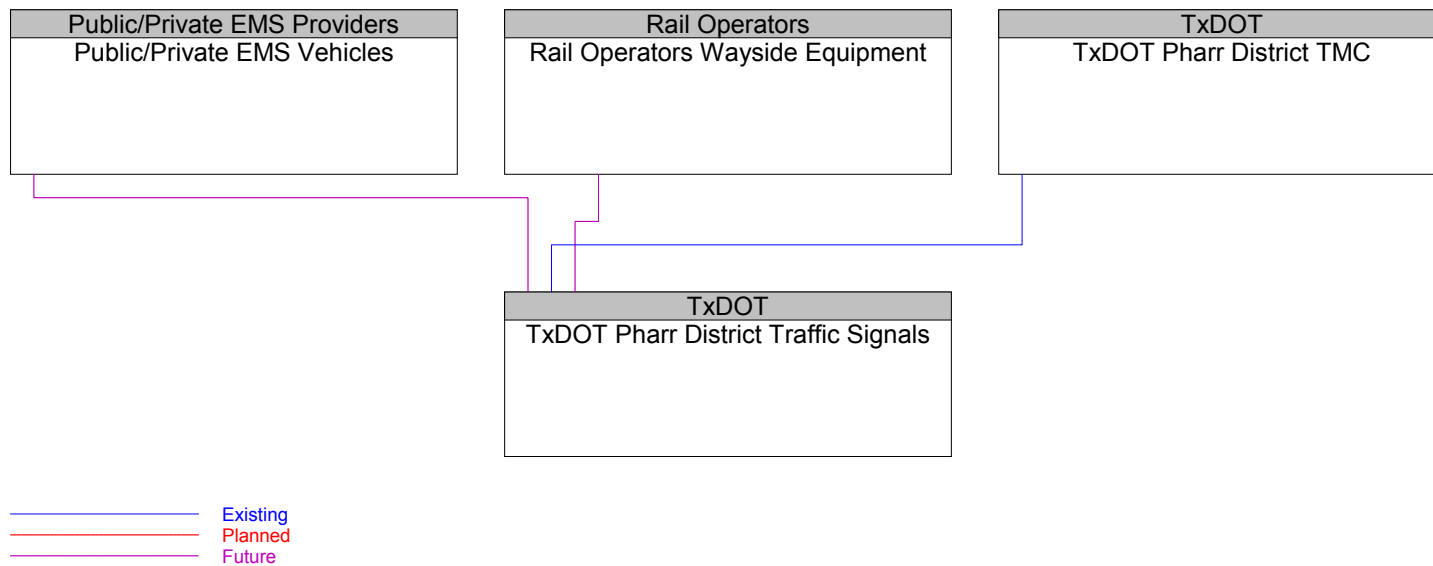 Public/Private EMS Providers
Public/Private EMS Vehicles
Rail Operators
Rail Operators Wayside Equipment
TxDOT
TxDOT Pharr District TMC
TxDOT
TxDOT Pharr District Traffic Signals
Existing
Planned
Future